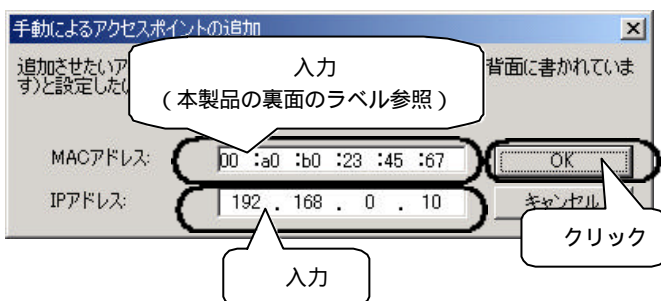 手動によるアクセスポイントの追加
追加させたいア
背面に書かれていま
す)と設定した
入力
(本製品の裏面のラベル参照)
MACアドレス:
00 :a0 :b0 :23 :45 :67
OK
IPアドレス:
192 . 168 . 0 . 10
キャンセル
クリック
入力